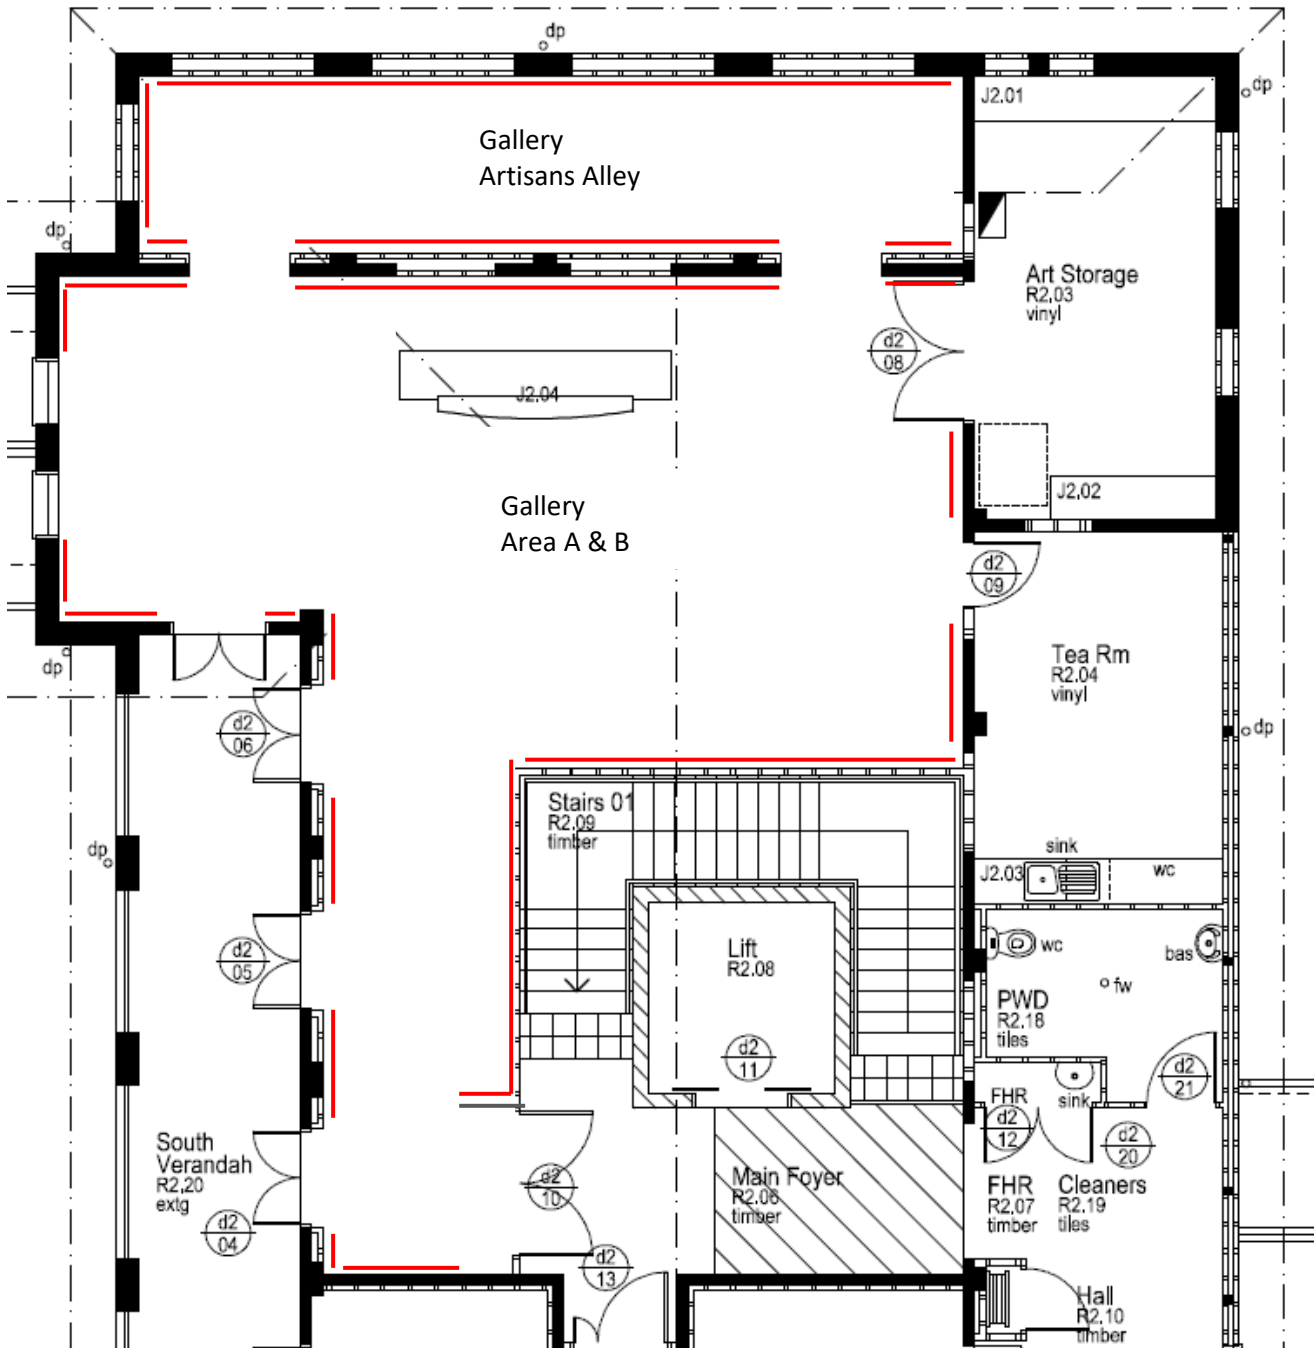 dp
J2.01
dp
Gallery
Artisans Alley
dp
Art Storage
R2.03
vinyl
d2
08
J2.04
J2.02
Gallery
Area A & B
d2
09
dp
Tea Rm
R2.04
vinyl
d2
06
dp
Stairs 01
R2.09
timber
dp
sink
J2.03
wc
Lift
R2.08
wc
bas
d2
05
fw
PWD
R2.18
tiles
d2
11
d2
21
FHR
sink
d2
12
d2
20
South
Verandah
R2.20
extg
d2
10
Main Foyer
R2.06
timber
FHR
R2.07
timber
Cleaners
R2.19
tiles
d2
04
d2
13
Hall
R2.10
timber